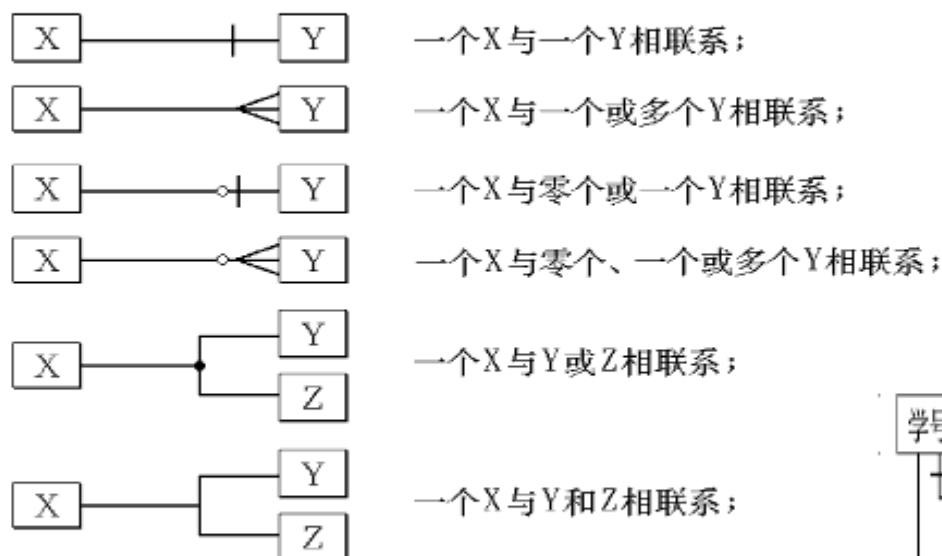 X Y 一个X与一个Y相联系；
X Y 一个X与一个或多个Y相联系；
X Y 一个X与零个或一个Y相联系；
X Y 一个X与零个、一个或多个Y相联系；
Y
X 一个X与Y或Z相联系；
Z
学号
Y
X 一个X与Y和Z相联系；
Z